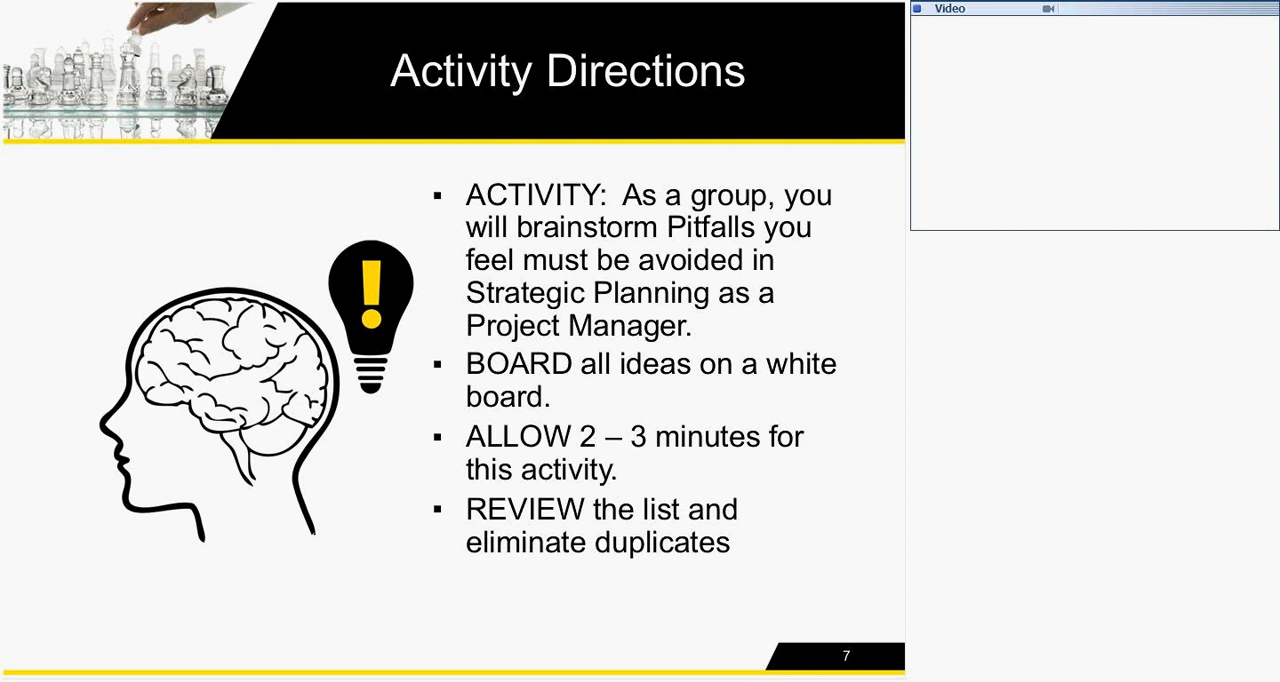 Video
Activity Directions
▪ ACTIVITY:  As a group, you
will brainstorm Pitfalls you
feel must be avoided in
Strategic Planning as a
Project Manager.
▪ BOARD all ideas on a white
board.
▪ ALLOW 2 – 3 minutes for
this activity.
▪ REVIEW the list and
eliminate duplicates
7